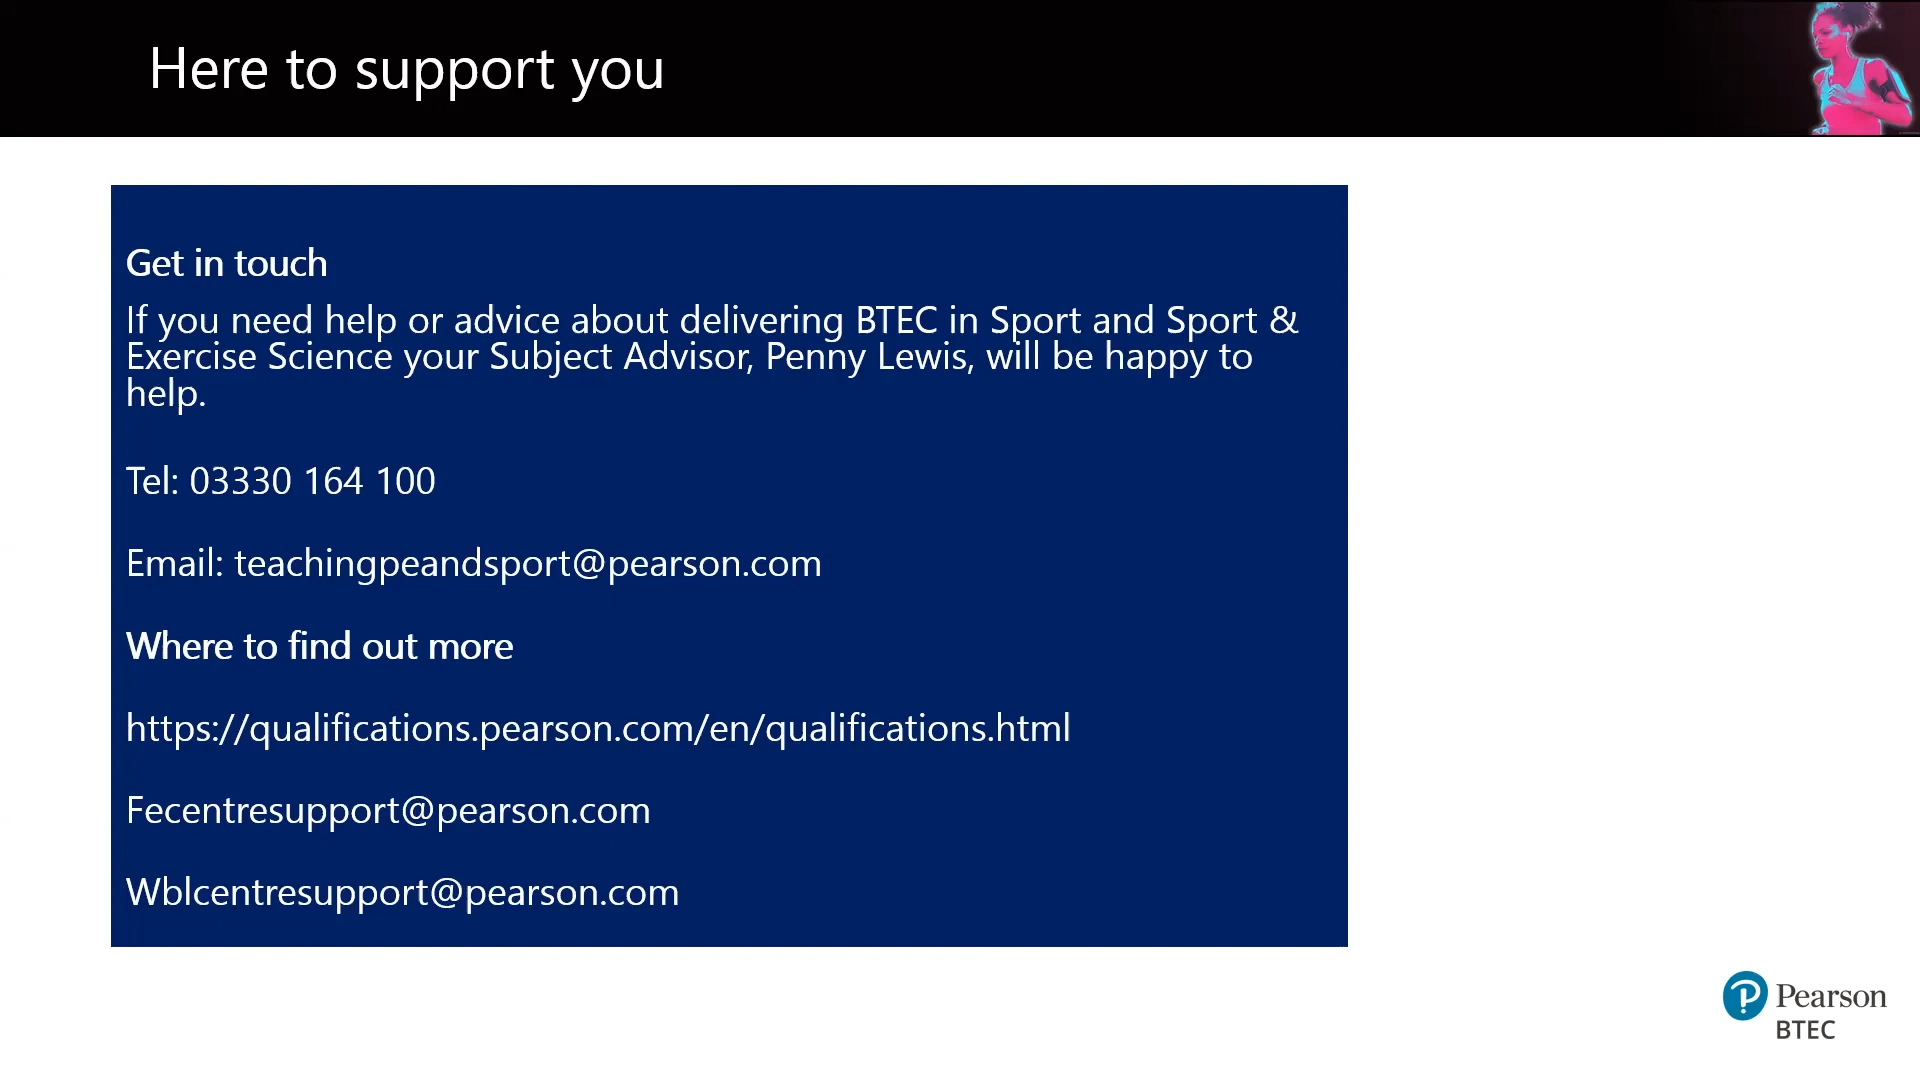 Here to support you
Get in touch
If you need help or advice about delivering BTEC in Sport and Sport &
Exercise Science your Subject Advisor, Penny Lewis, will be happy to
help.
Tel: 03330 164 100
Email: teachingpeandsport@pearson.com
Where to find out more
https://qualifications.pearson.com/en/qualifications.html
Fecentresupport@pearson.com
Wblcentresupport@pearson.com
Pearson
BTEC